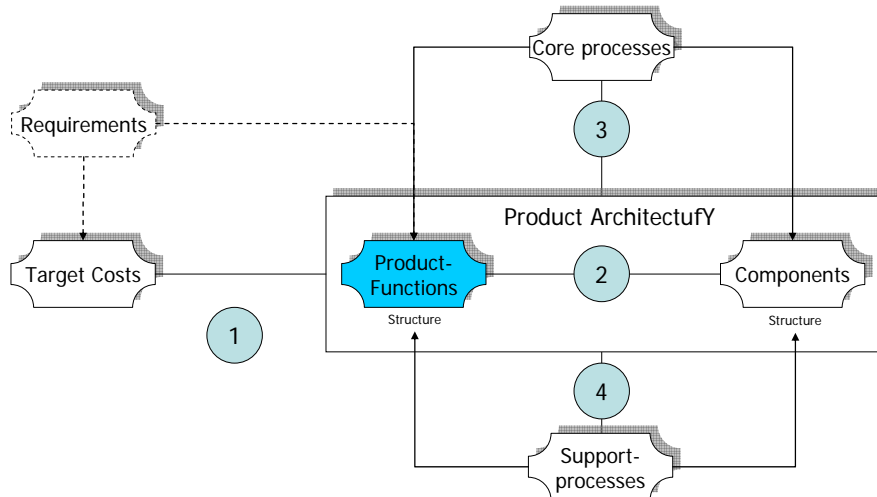 Core processes
Requirements
3
Product ArchitectufY
Target Costs
Product-
Functions
2
Components
Structure
Structure
1
4
Support-
processes